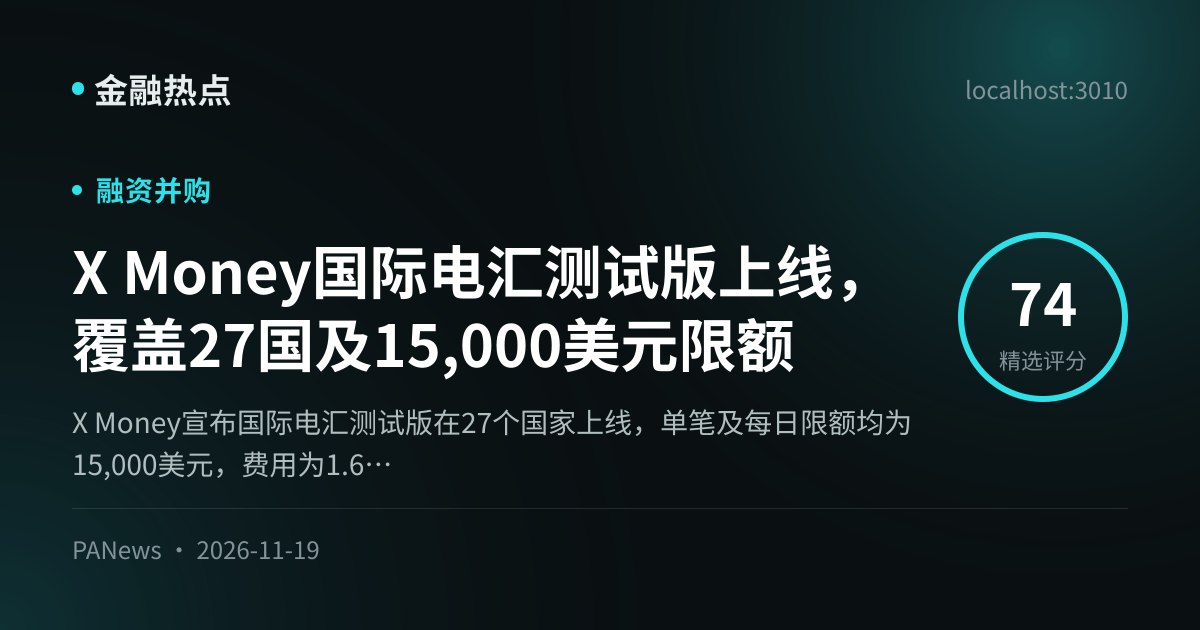 金融热点
localhost:3010
融资并购
X Money国际电汇测试版上线，
覆盖27国及15,000美元限额
74
精选评分
X Money宣布国际电汇测试版在27个国家上线，单笔及每日限额均为
15,000美元，费用为1.6…
PANews • 2026-11-19